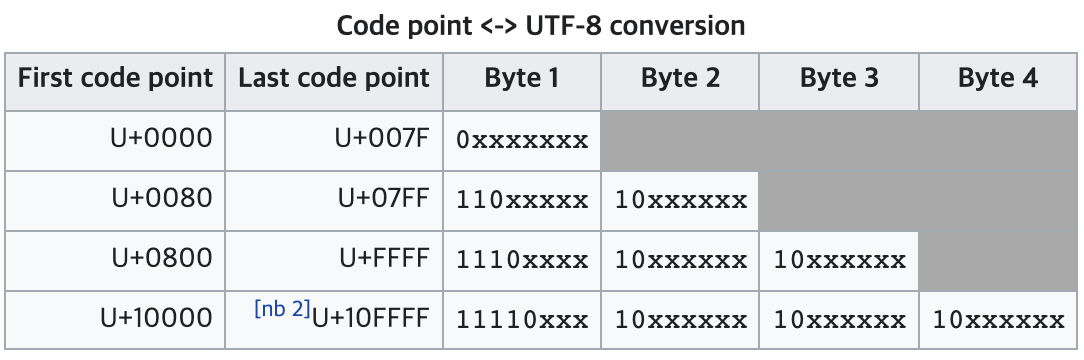 Code point <-> UTF-8 conversion
First code point Last code point Byte 1 Byte 2 Byte 3 Byte 4
U+0000 U+007F 0xxxxxxx
U+0080 U+07FF 110xxxxx 10xxxxxx
U+0800 U+FFFF 1110xxxx 10xxxxxx 10xxxxxx
U+10000 [nb 2]U+10FFFF 11110xxx 10xxxxxx 10xxxxxx 10xxxxxx